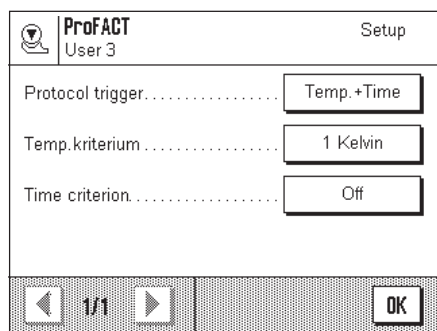 ProFACT Setup
User 3
Protocol trigger................. Temp.+Time
Temp.kriterium.................. 1 Kelvin
Time criterion................... Off
1/1 OK